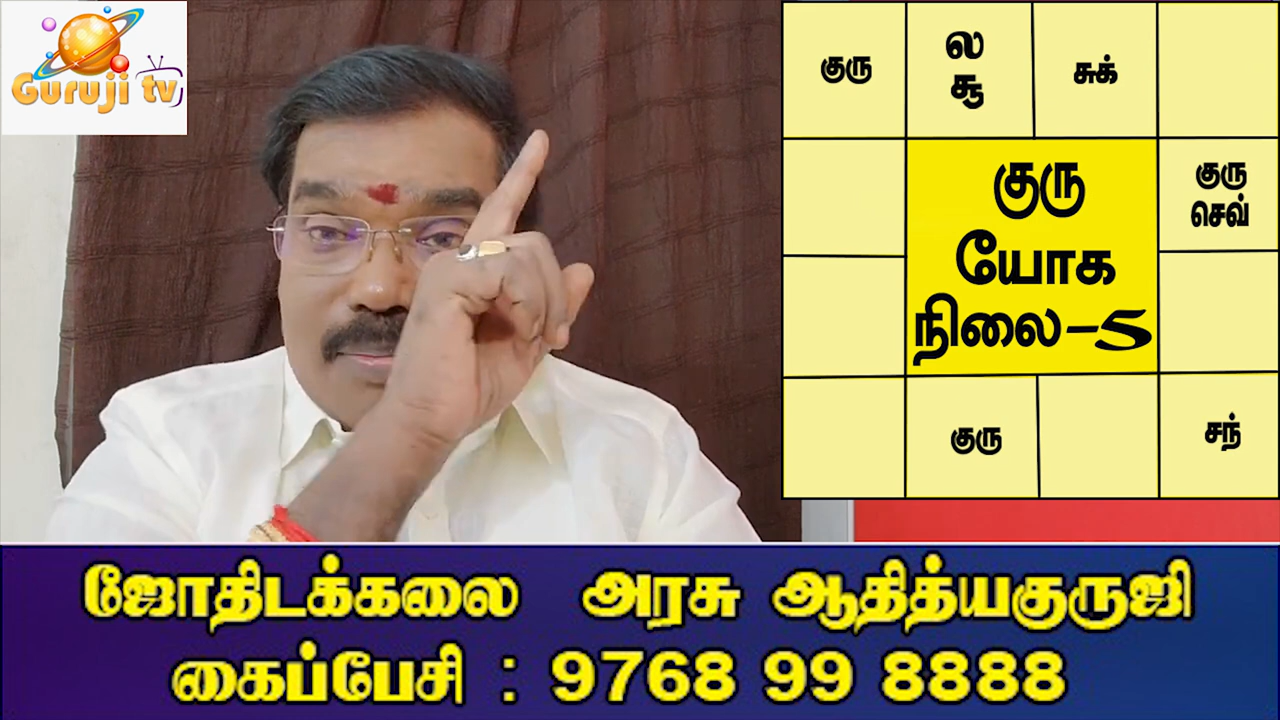 Guruji tv
குரு
ல
சூ
சுக்
குரு
செவ்
குரு
யோக
நிலை-5
குரு
சந்
ஜோதிடக்கலை அரசு ஆதித்யகுருஜி
கைப்பேசி : 9768 99 8888